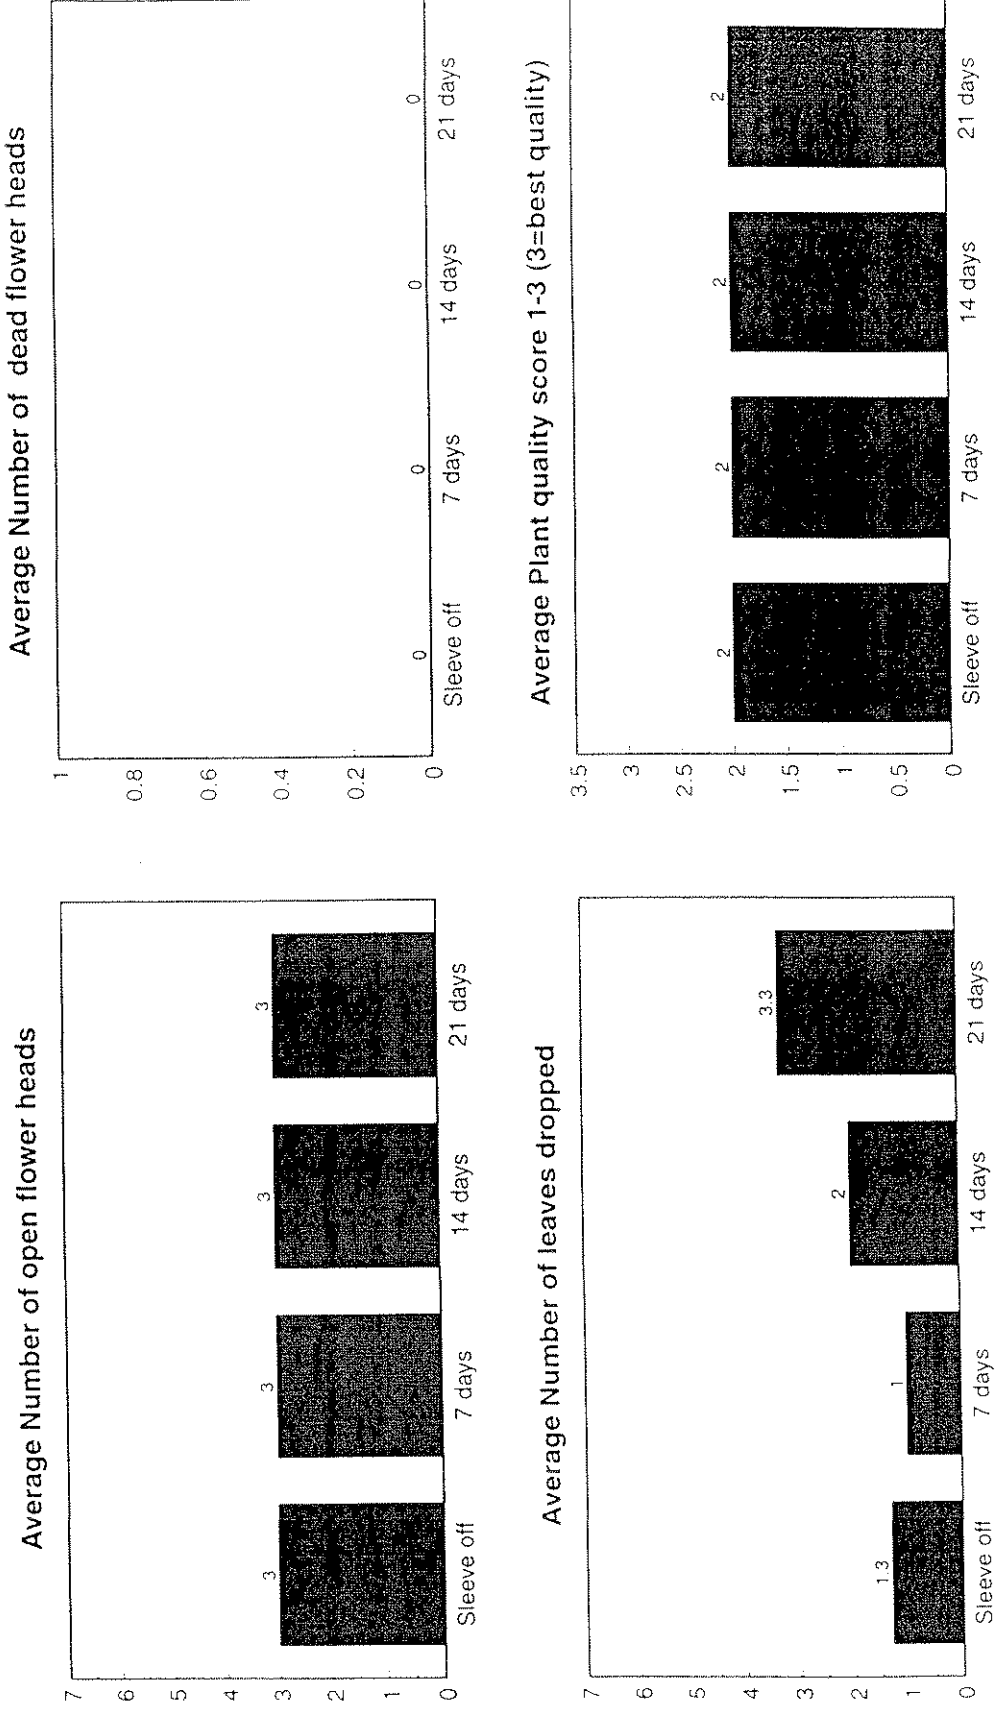 Average Number of open flower heads
7
6
5
4
3
2
1
0
3
3
3
3
Sleeve off
7 days
14 days
21 days
Average Number of dead flower heads
1
0.8
0.6
0.4
0.2
0
0
0
0
0
Sleeve off
7 days
14 days
21 days
Average Number of leaves dropped
7
6
5
4
3
2
1
0
1.3
1
2
3.3
Sleeve off
7 days
14 days
21 days
Average Plant quality score 1-3 (3=best quality)
3.5
3
2.5
2
1.5
1
0.5
0
2
2
2
2
Sleeve off
7 days
14 days
21 days